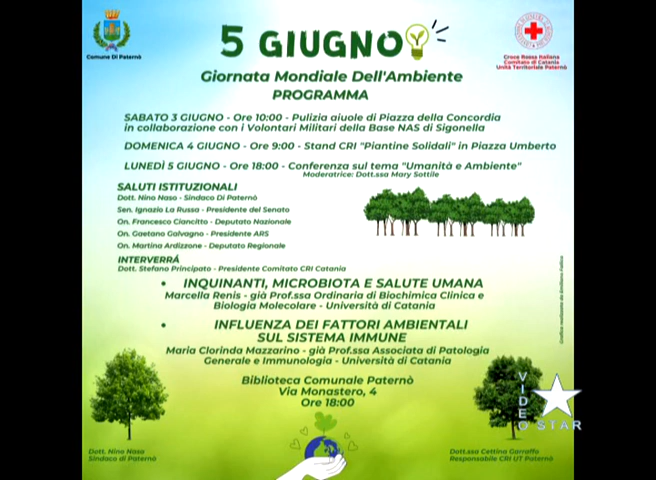 Comune Di Paternò
5 GIUGNO
Croce Rossa Italiana
Comitato di Catania
Unità Territoriale Paternò
Giornata Mondiale Dell'Ambiente
PROGRAMMA
SABATO 3 GIUGNO - Ore 10:00 - Pulizia aiuole di Piazza della Concordia
in collaborazione con i Volontari Militari della Base NAS di Sigonella
DOMENICA 4 GIUGNO - Ore 9:00 - Stand CRI "Piantine Solidali" in Piazza Umberto
LUNEDÌ 5 GIUGNO - Ore 18:00 - Conferenza sul tema "Umanità e Ambiente"
Moderatrice: Dott.ssa Mary Sottile
SALUTI ISTITUZIONALI
Dott. Nino Naso - Sindaco Di Paternò
Sen. Ignazio La Russa - Presidente del Senato
On. Francesco Ciancitto - Deputato Nazionale
On. Gaetano Galvagno - Presidente ARS
On. Martina Ardizzone - Deputato Regionale
INTERVERRÁ
Dott. Stefano Principato - Presidente Comitato CRI Catania
• INQUINANTI, MICROBIOTA E SALUTE UMANA
Marcella Renis - già Prof.ssa Ordinaria di Biochimica Clinica e
Biologia Molecolare - Università di Catania
• INFLUENZA DEI FATTORI AMBIENTALI
SUL SISTEMA IMMUNE
Maria Clorinda Mazzarino - già Prof.ssa Associata di Patologia
Generale e Immunologia - Università di Catania
Biblioteca Comunale Paternò
Via Monastero, 4
Ore 18:00
VIDEO STAR
Dott. Nino Naso
Sindaco di Paternò
Dott.ssa Cettina Garraffo
Responsabile CRI UT Paternò